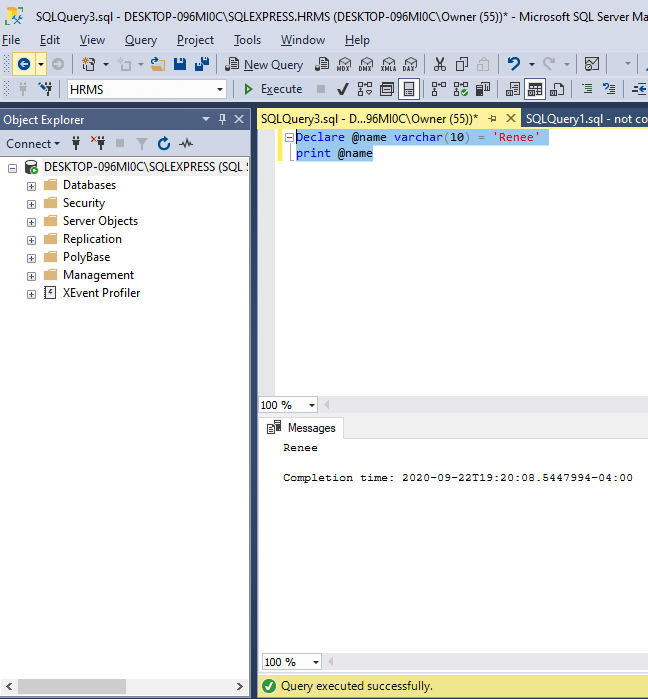 SQLQuery3.sql - DESKTOP-096MI0C\SQLEXPRESS.HRMS (DESKTOP-096MI0C\Owner (55))* - Microsoft SQL Server Ma
File Edit View Query Project Tools Window Help
New Query MDX DMX XMLA DAX
HRMS Execute
Object Explorer
Connect
DESKTOP-096MI0C\SQLEXPRESS (SQL S
Databases
Security
Server Objects
Replication
PolyBase
Management
XEvent Profiler
SQLQuery3.sql - D...96MI0C\Owner (55))* SQLQuery1.sql - not co
Declare @name varchar(10) = 'Renee'
print @name
100 %
Messages
Renee
Completion time: 2020-09-22T19:20:08.5447994-04:00
100 %
Query executed successfully.